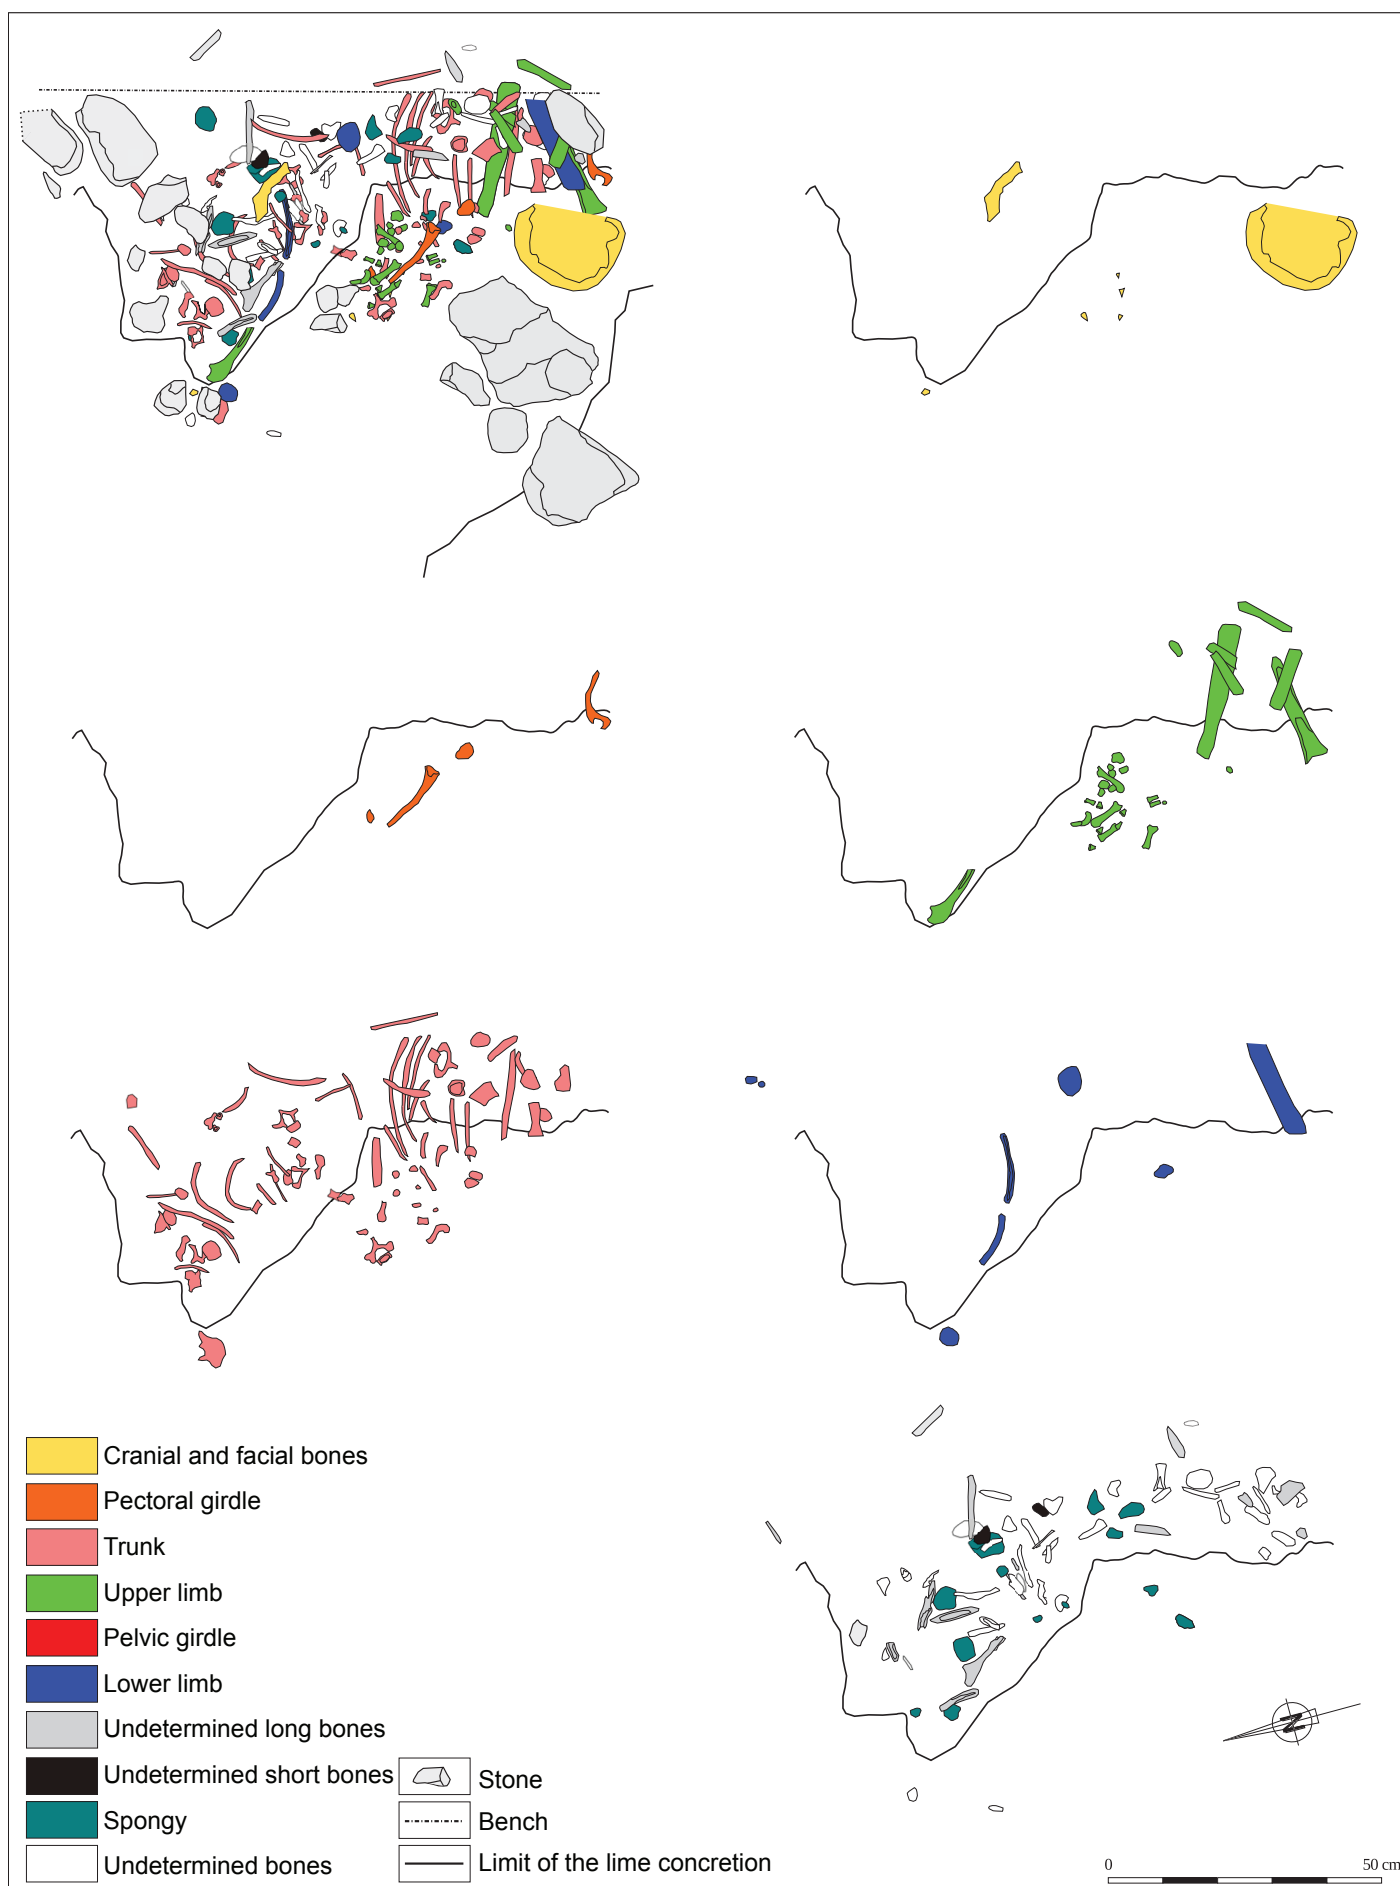 Cranial and facial bones
Pectoral girdle
Trunk
Upper limb
Pelvic girdle
Lower limb
Undetermined long bones
Undetermined short bones
Spongy
Undetermined bones
Stone
Bench
Limit of the lime concretion
N
0 50 cm